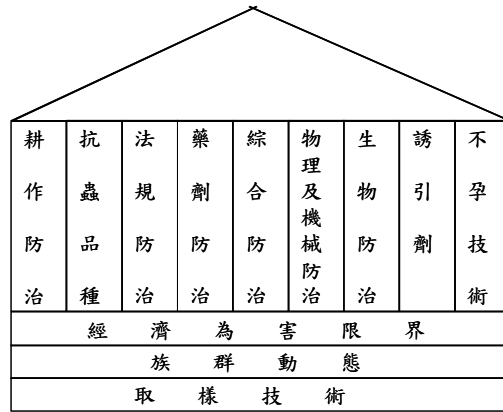 耕作防治
抗蟲品種
法規防治
藥劑防治
綜合防治
物理及機械防治
生物防治
誘引劑
不孕技術
經濟為害限界
族群動態
取樣技術